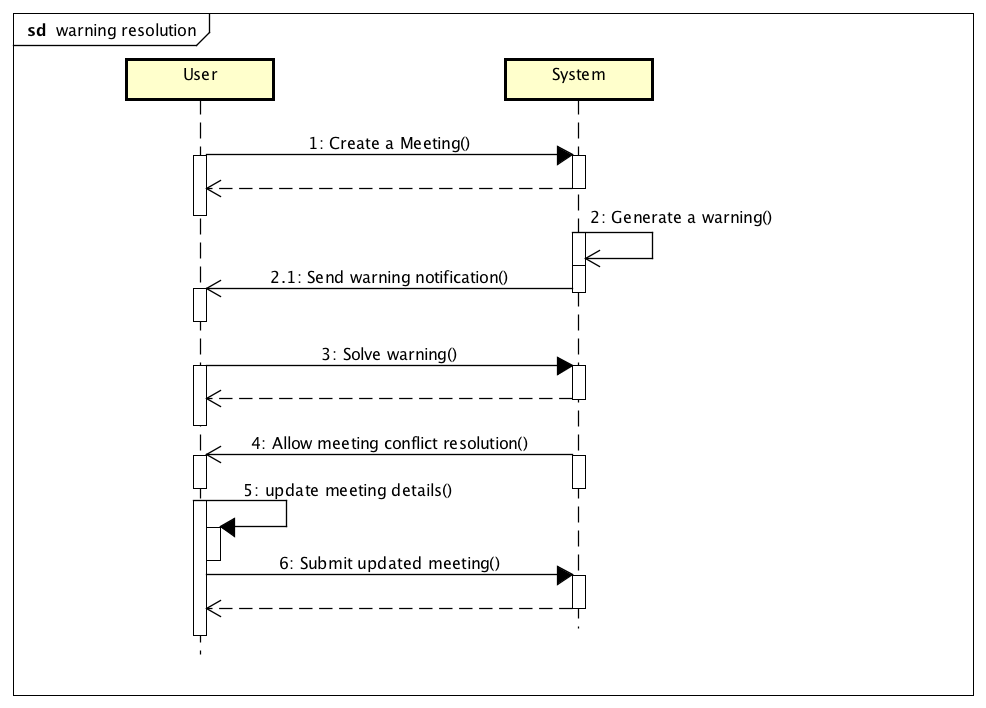 sd warning resolution
User
System
1: Create a Meeting()
2: Generate a warning()
2.1: Send warning notification()
3: Solve warning()
4: Allow meeting conflict resolution()
5: update meeting details()
6: Submit updated meeting()